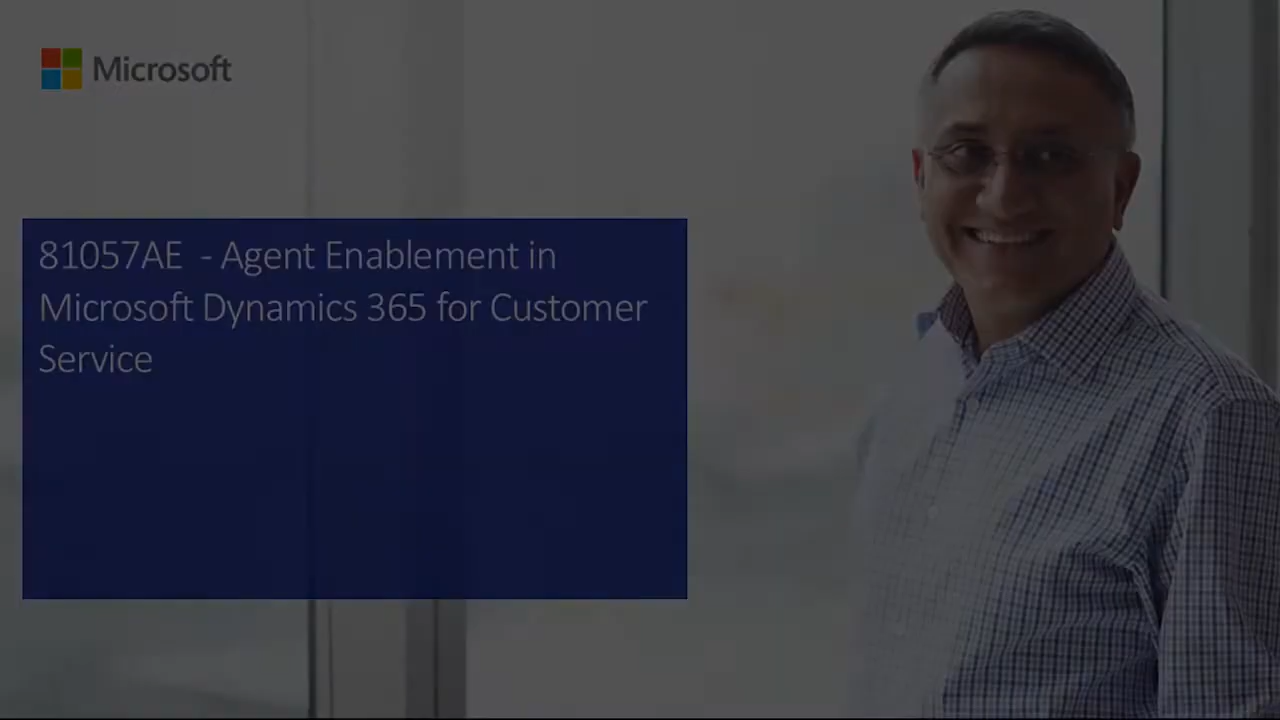 Microsoft
81057AE - Agent Enablement in
Microsoft Dynamics 365 for Customer
Service